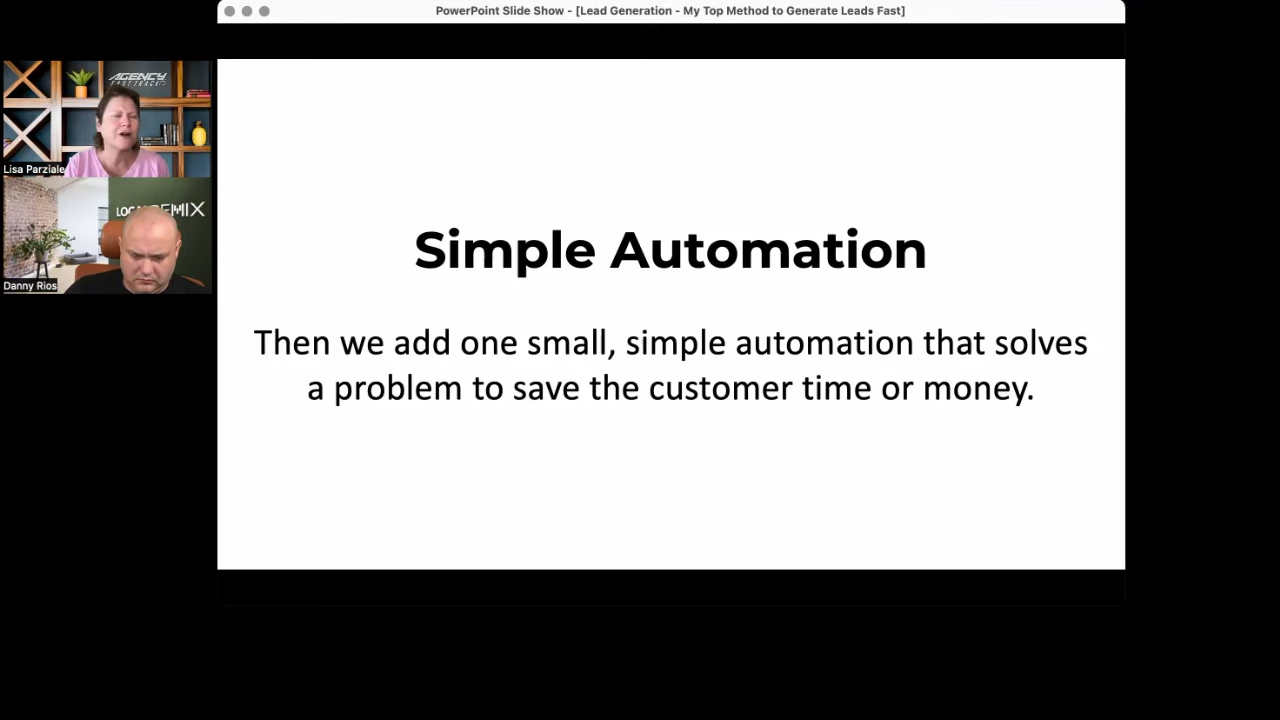 PowerPoint Slide Show - [Lead Generation - My Top Method to Generate Leads Fast]
AGENCY
Lisa Parziale
Danny Rios
Simple Automation
Then we add one small, simple automation that solves
a problem to save the customer time or money.